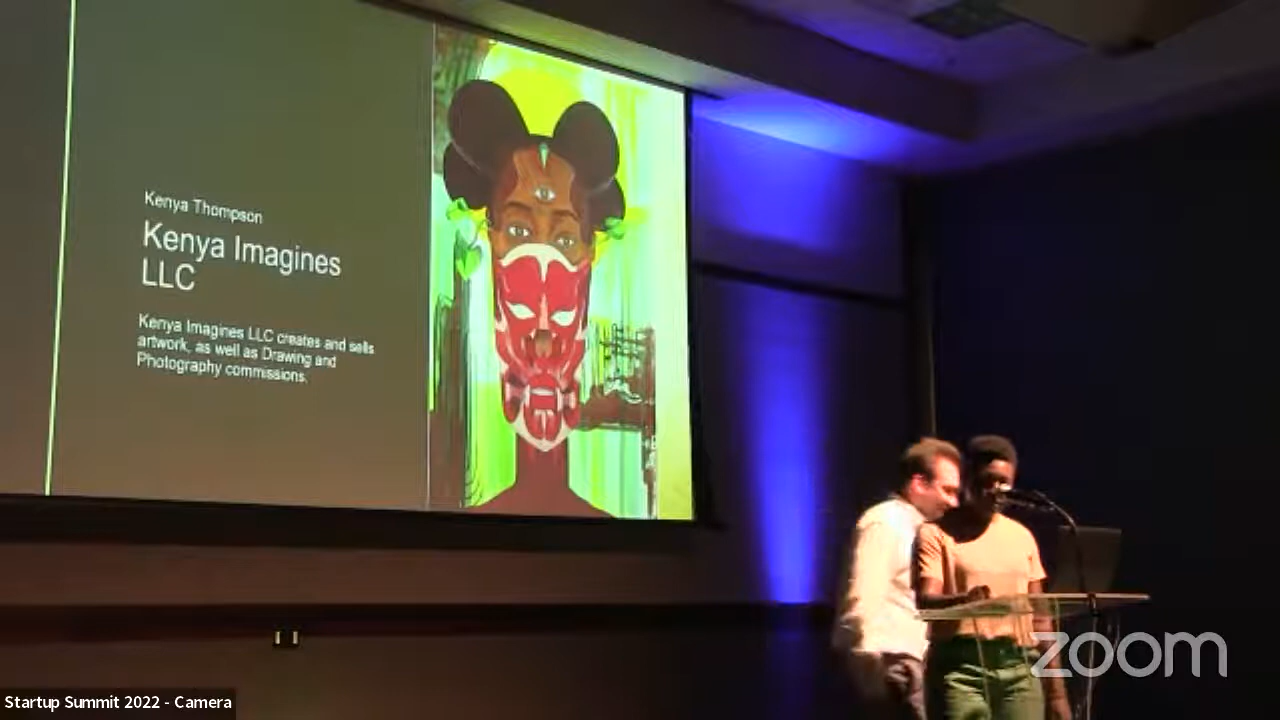 Kenya Thompson
Kenya Imagines
LLC
Kenya Imagines LLC creates and sells
artwork, as well as Drawing and
Photography commissions.
zoom
Startup Summit 2022 - Camera